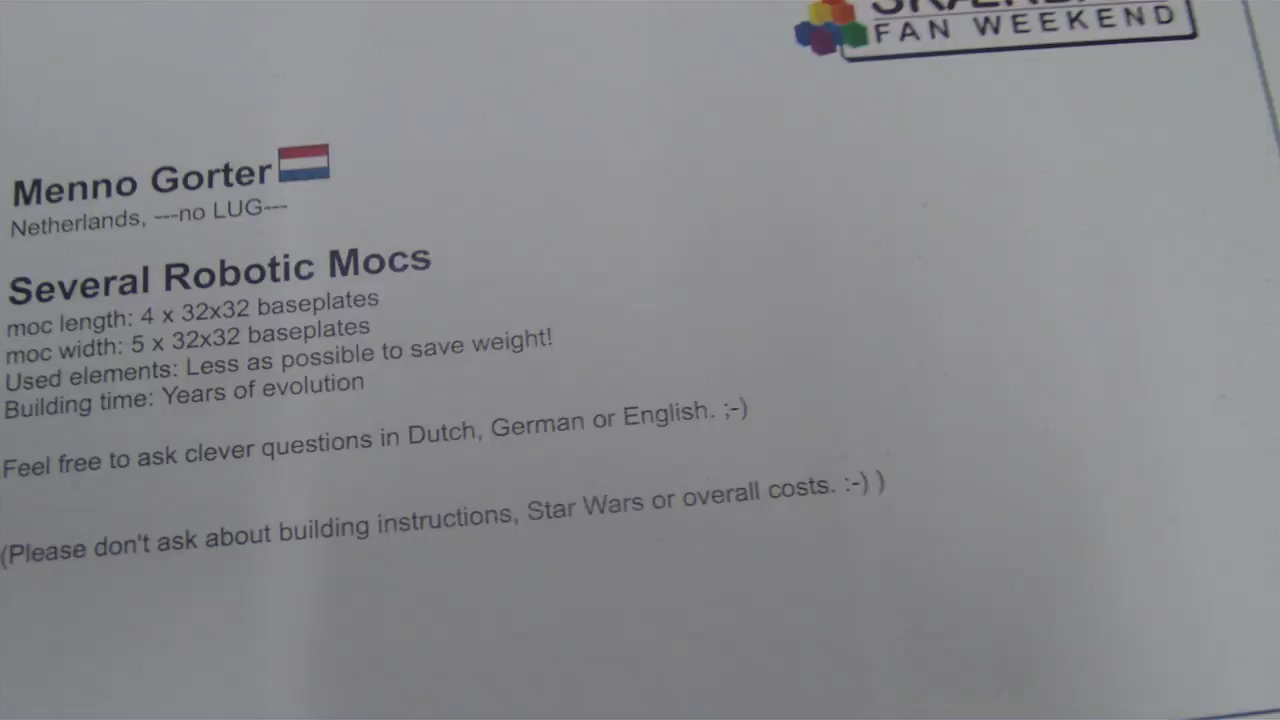 FAN WEEKEND
Menno Gorter
Netherlands, ---no LUG---
Several Robotic Mocs
moc length: 4 x 32x32 baseplates
moc width: 5 x 32x32 baseplates
Used elements: Less as possible to save weight!
Building time: Years of evolution
Feel free to ask clever questions in Dutch, German or English. ;-)
(Please don't ask about building instructions, Star Wars or overall costs. :-) )